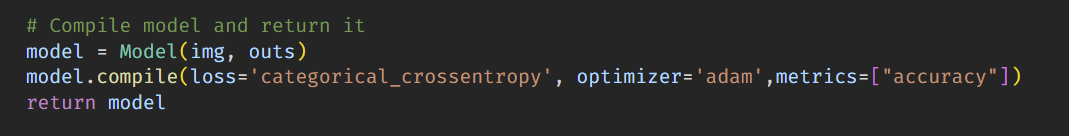 # Compile model and return it
model = Model(img, outs)
model.compile(loss='categorical_crossentropy', optimizer='adam',metrics=["accuracy"])
return model